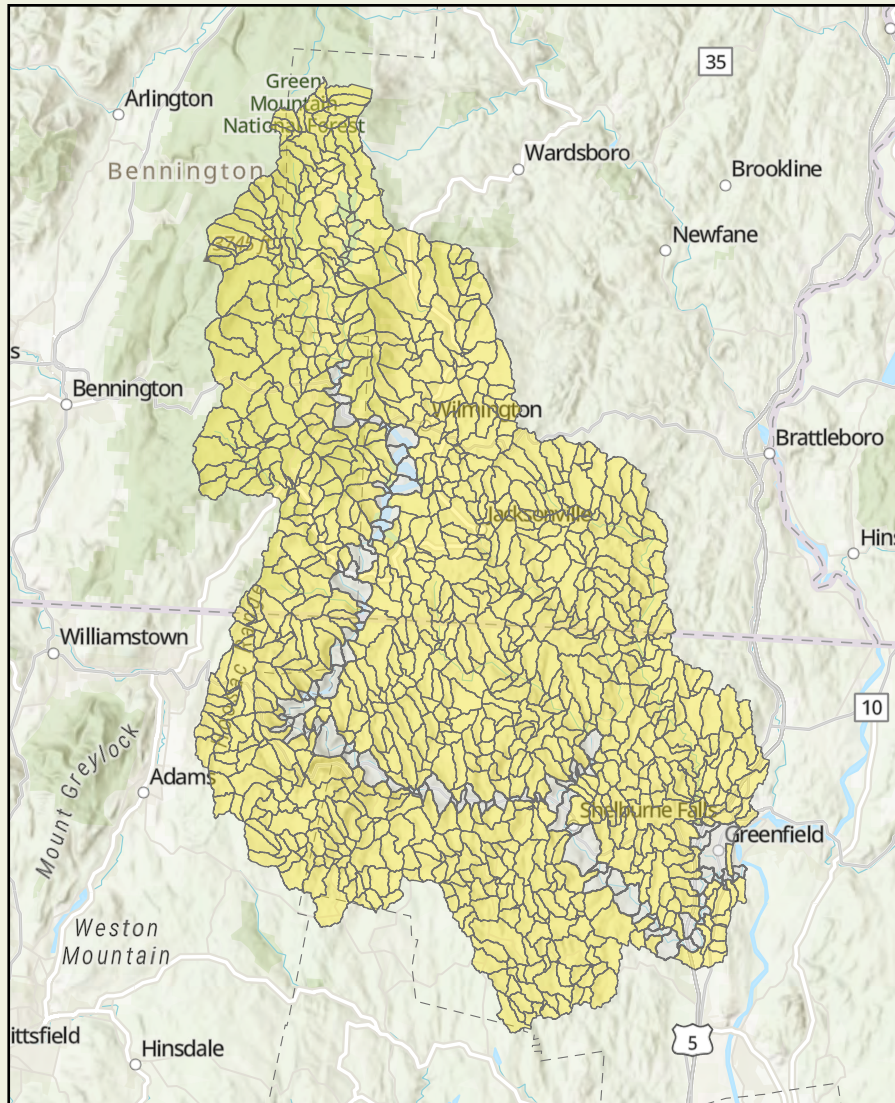 35
Green
Mountain
National Forest
Arlington
Wardsboro
Bennington
Brookline
Newfane
s
Bennington
Wilmington
Brattleboro
Jacksonville
Hins
Williamstown
10
Mount Greylock
Adams
Shelburne Falls
Greenfield
Weston
Mountain
ittsfield
5
Hinsdale